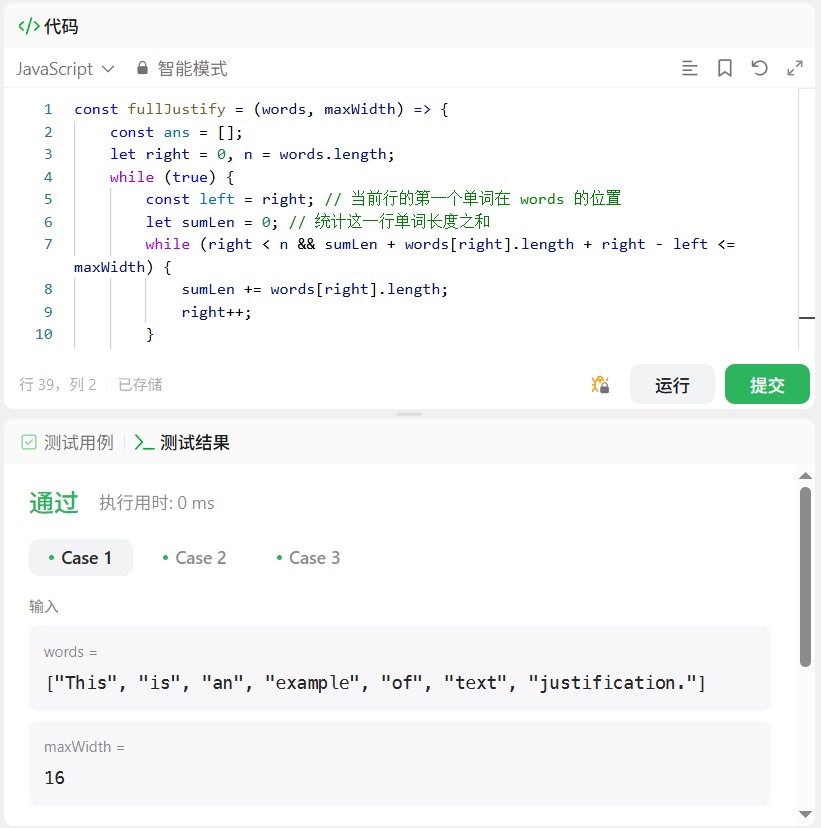 </> 代码
JavaScript 智能模式
1 const fullJustify = (words, maxWidth) => {
2 const ans = [];
3 let right = 0, n = words.length;
4 while (true) {
5 const left = right; // 当前行的第一个单词在 words 的位置
6 let sumLen = 0; // 统计这一行单词长度之和
7 while (right < n && sumLen + words[right].length + right - left <=
maxWidth) {
8 sumLen += words[right].length;
9 right++;
10 }
行 39，列 2 已存储 运行 提交
测试用例 >_ 测试结果
通过 执行用时: 0 ms
• Case 1 • Case 2 • Case 3
输入
words =
["This", "is", "an", "example", "of", "text", "justification."]
maxWidth =
16